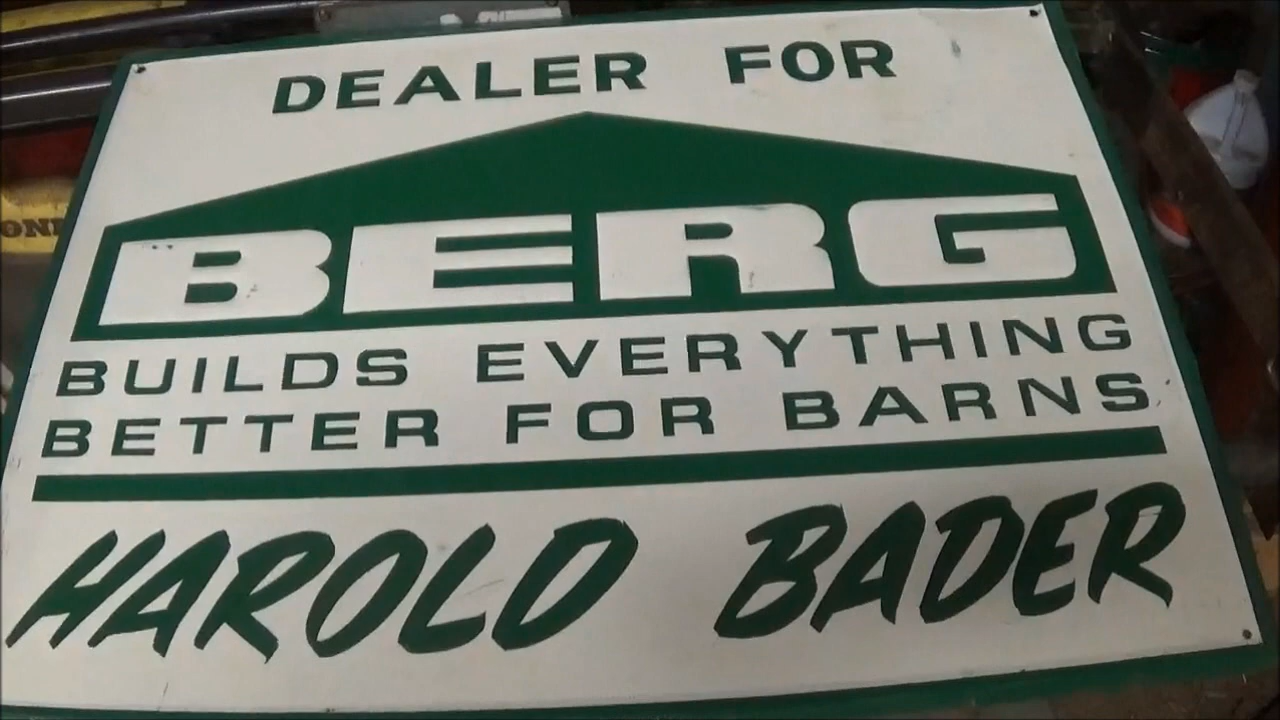 DEALER FOR
BERG
BUILDS EVERYTHING
BETTER FOR BARNS
HAROLD BADER